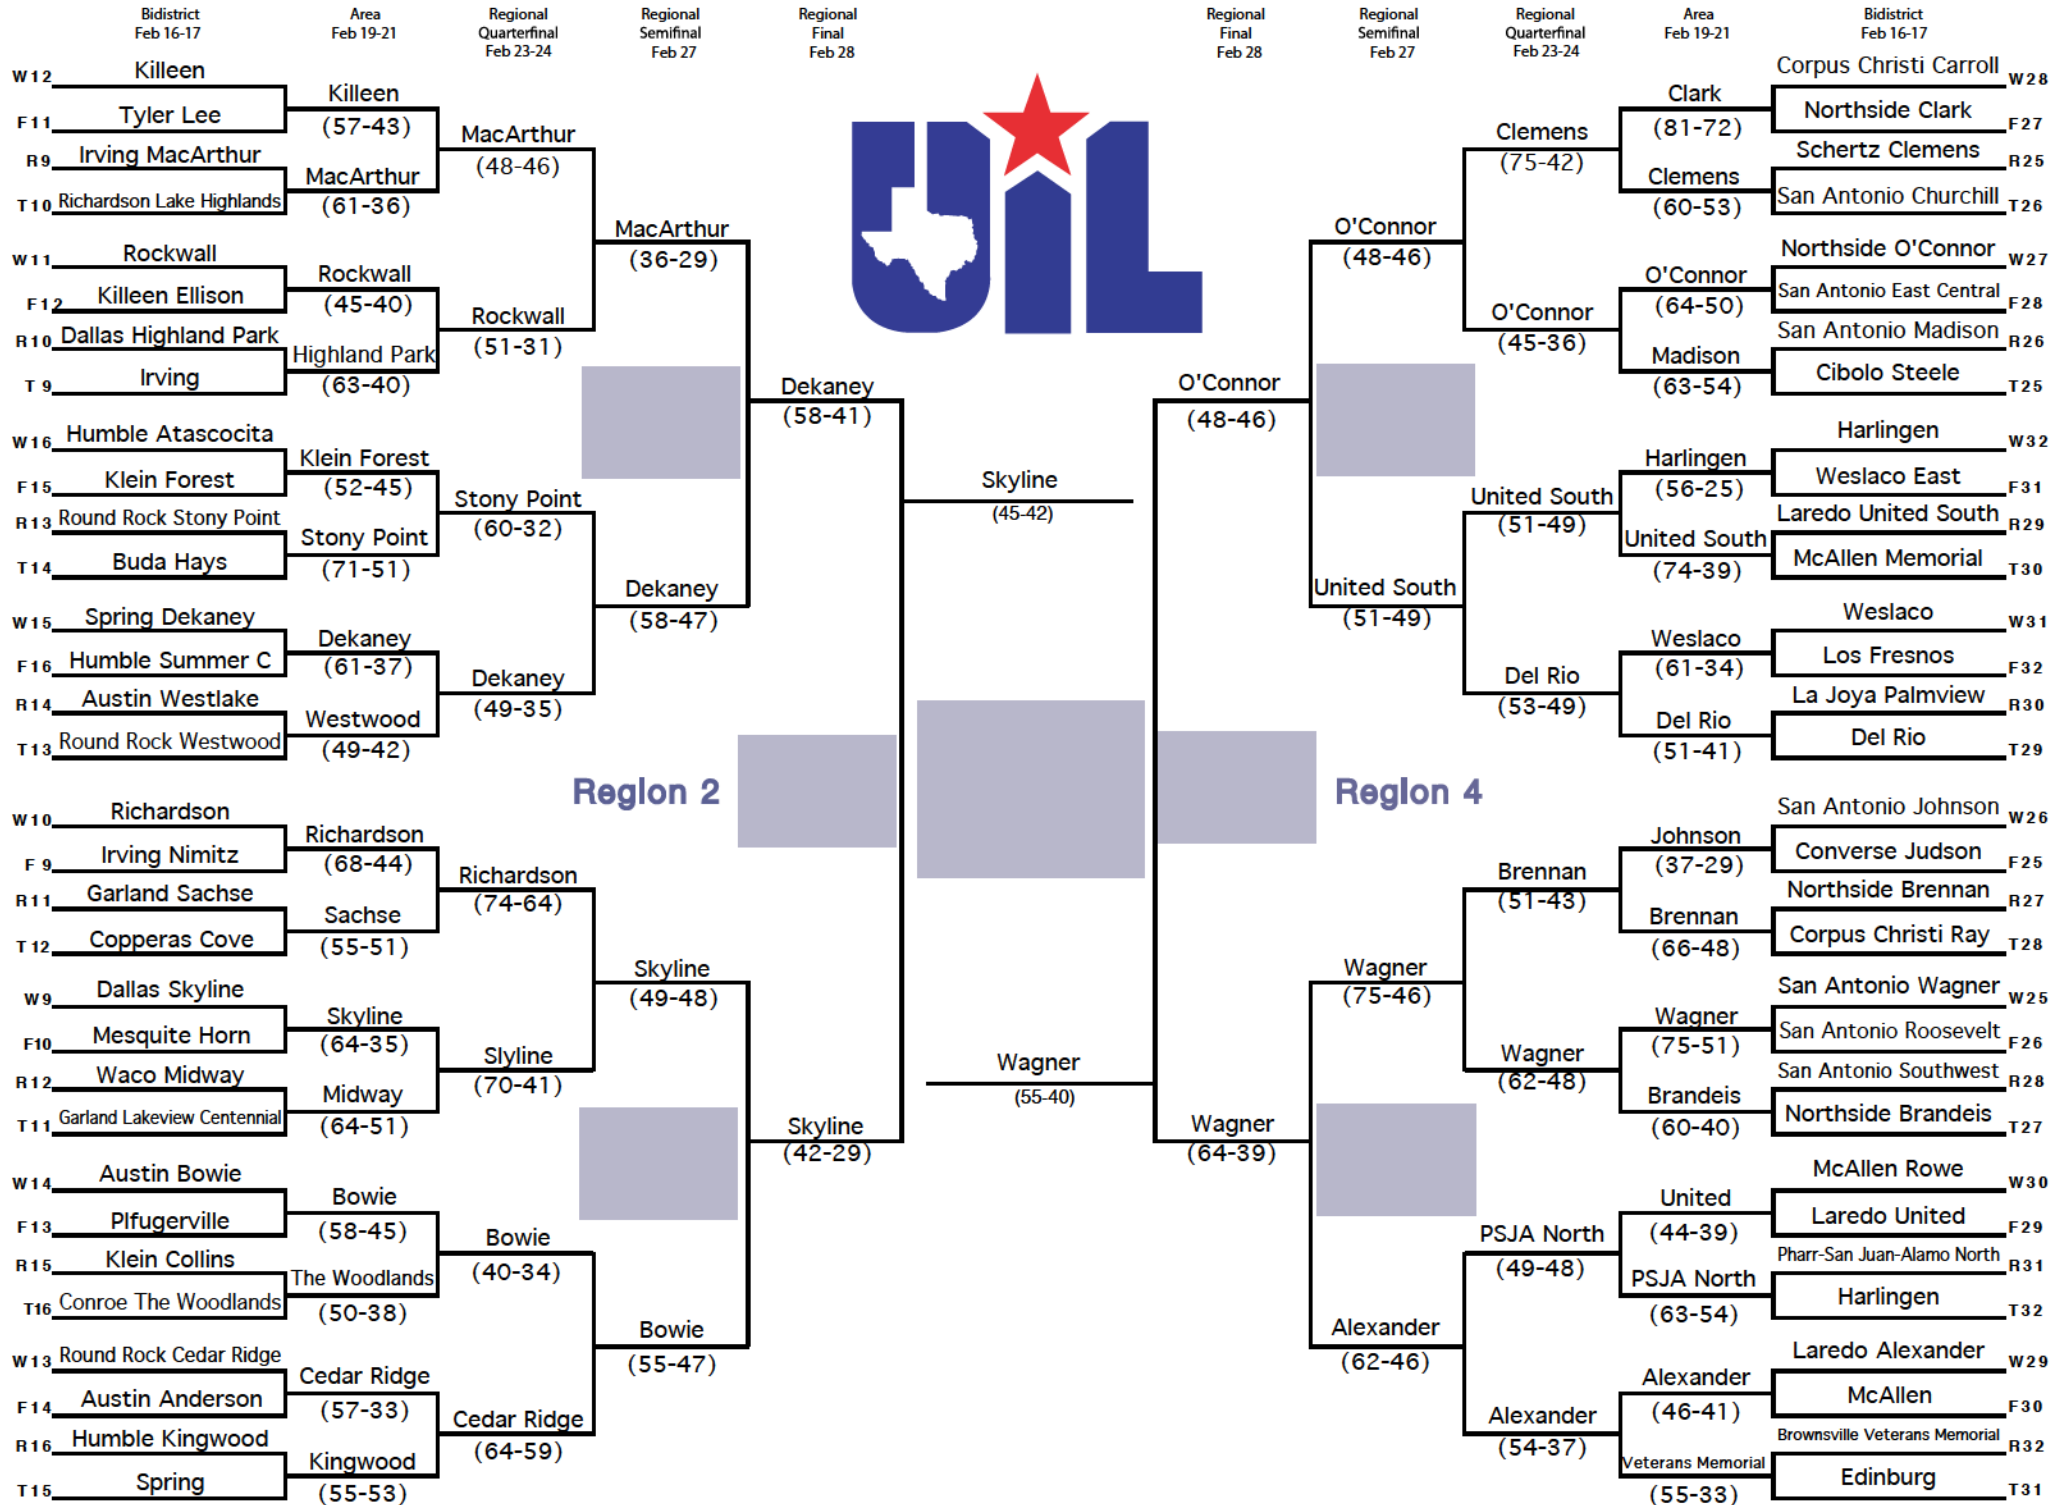 Bidistrict
Feb 16-17
Area
Feb 19-21
Regional
Quarterfinal
Feb 23-24
Regional
Semifinal
Feb 27
Regional
Final
Feb 28
Regional
Final
Feb 28
Regional
Semifinal
Feb 27
Regional
Quarterfinal
Feb 23-24
Area
Feb 19-21
Bidistrict
Feb 16-17
UIL
W12 Killeen
F11 Tyler Lee
R9 Irving MacArthur
T10 Richardson Lake Highlands
W11 Rockwall
F12 Killeen Ellison
R10 Dallas Highland Park
T 9 Irving
W16 Humble Atascocita
F15 Klein Forest
R13 Round Rock Stony Point
T14 Buda Hays
W15 Spring Dekaney
F16 Humble Summer C
R14 Austin Westlake
T13 Round Rock Westwood
W10 Richardson
F 9 Irving Nimitz
R11 Garland Sachse
T 12 Copperas Cove
W9 Dallas Skyline
F10 Mesquite Horn
R12 Waco Midway
T11 Garland Lakeview Centennial
W14 Austin Bowie
F13 Plfugerville
R15 Klein Collins
T16 Conroe The Woodlands
W13 Round Rock Cedar Ridge
F14 Austin Anderson
R16 Humble Kingwood
T15 Spring
Killeen
(57-43)
MacArthur
(61-36)
Rockwall
(45-40)
Highland Park
(63-40)
Klein Forest
(52-45)
Stony Point
(71-51)
Dekaney
(61-37)
Westwood
(49-42)
Richardson
(68-44)
Sachse
(55-51)
Skyline
(64-35)
Midway
(64-51)
Bowie
(58-45)
The Woodlands
(50-38)
Cedar Ridge
(57-33)
Kingwood
(55-53)
MacArthur
(48-46)
Rockwall
(51-31)
Stony Point
(60-32)
Dekaney
(49-35)
Richardson
(74-64)
Slyline
(70-41)
Bowie
(40-34)
Cedar Ridge
(64-59)
MacArthur
(36-29)
Dekaney
(58-47)
Region 2
Skyline
(49-48)
Bowie
(55-47)
Dekaney
(58-41)
Skyline
(42-29)
Skyline
(45-42)
Wagner
(55-40)
O'Connor
(48-46)
Wagner
(64-39)
O'Connor
(48-46)
United South
(51-49)
Region 4
Wagner
(75-46)
Alexander
(62-46)
Clemens
(75-42)
O'Connor
(45-36)
United South
(51-49)
Del Rio
(53-49)
Brennan
(51-43)
Wagner
(62-48)
PSJA North
(49-48)
Alexander
(54-37)
Clark
(81-72)
Clemens
(60-53)
O'Connor
(64-50)
Madison
(63-54)
Harlingen
(56-25)
United South
(74-39)
Weslaco
(61-34)
Del Rio
(51-41)
Johnson
(37-29)
Brennan
(66-48)
Wagner
(75-51)
Brandeis
(60-40)
United
(44-39)
PSJA North
(63-54)
Alexander
(46-41)
Veterans Memorial
(55-33)
Corpus Christi Carroll W28
Northside Clark F27
Schertz Clemens R25
San Antonio Churchill T26
Northside O'Connor W27
San Antonio East Central F28
San Antonio Madison R26
Cibolo Steele T25
Harlingen W32
Weslaco East F31
Laredo United South R29
McAllen Memorial T30
Weslaco W31
Los Fresnos F32
La Joya Palmview R30
Del Rio T29
San Antonio Johnson W26
Converse Judson F25
Northside Brennan R27
Corpus Christi Ray T28
San Antonio Wagner W25
San Antonio Roosevelt F26
San Antonio Southwest R28
Northside Brandeis T27
McAllen Rowe W30
Laredo United F29
Pharr-San Juan-Alamo North R31
Harlingen T32
Laredo Alexander W29
McAllen F30
Brownsville Veterans Memorial R32
Edinburg T31